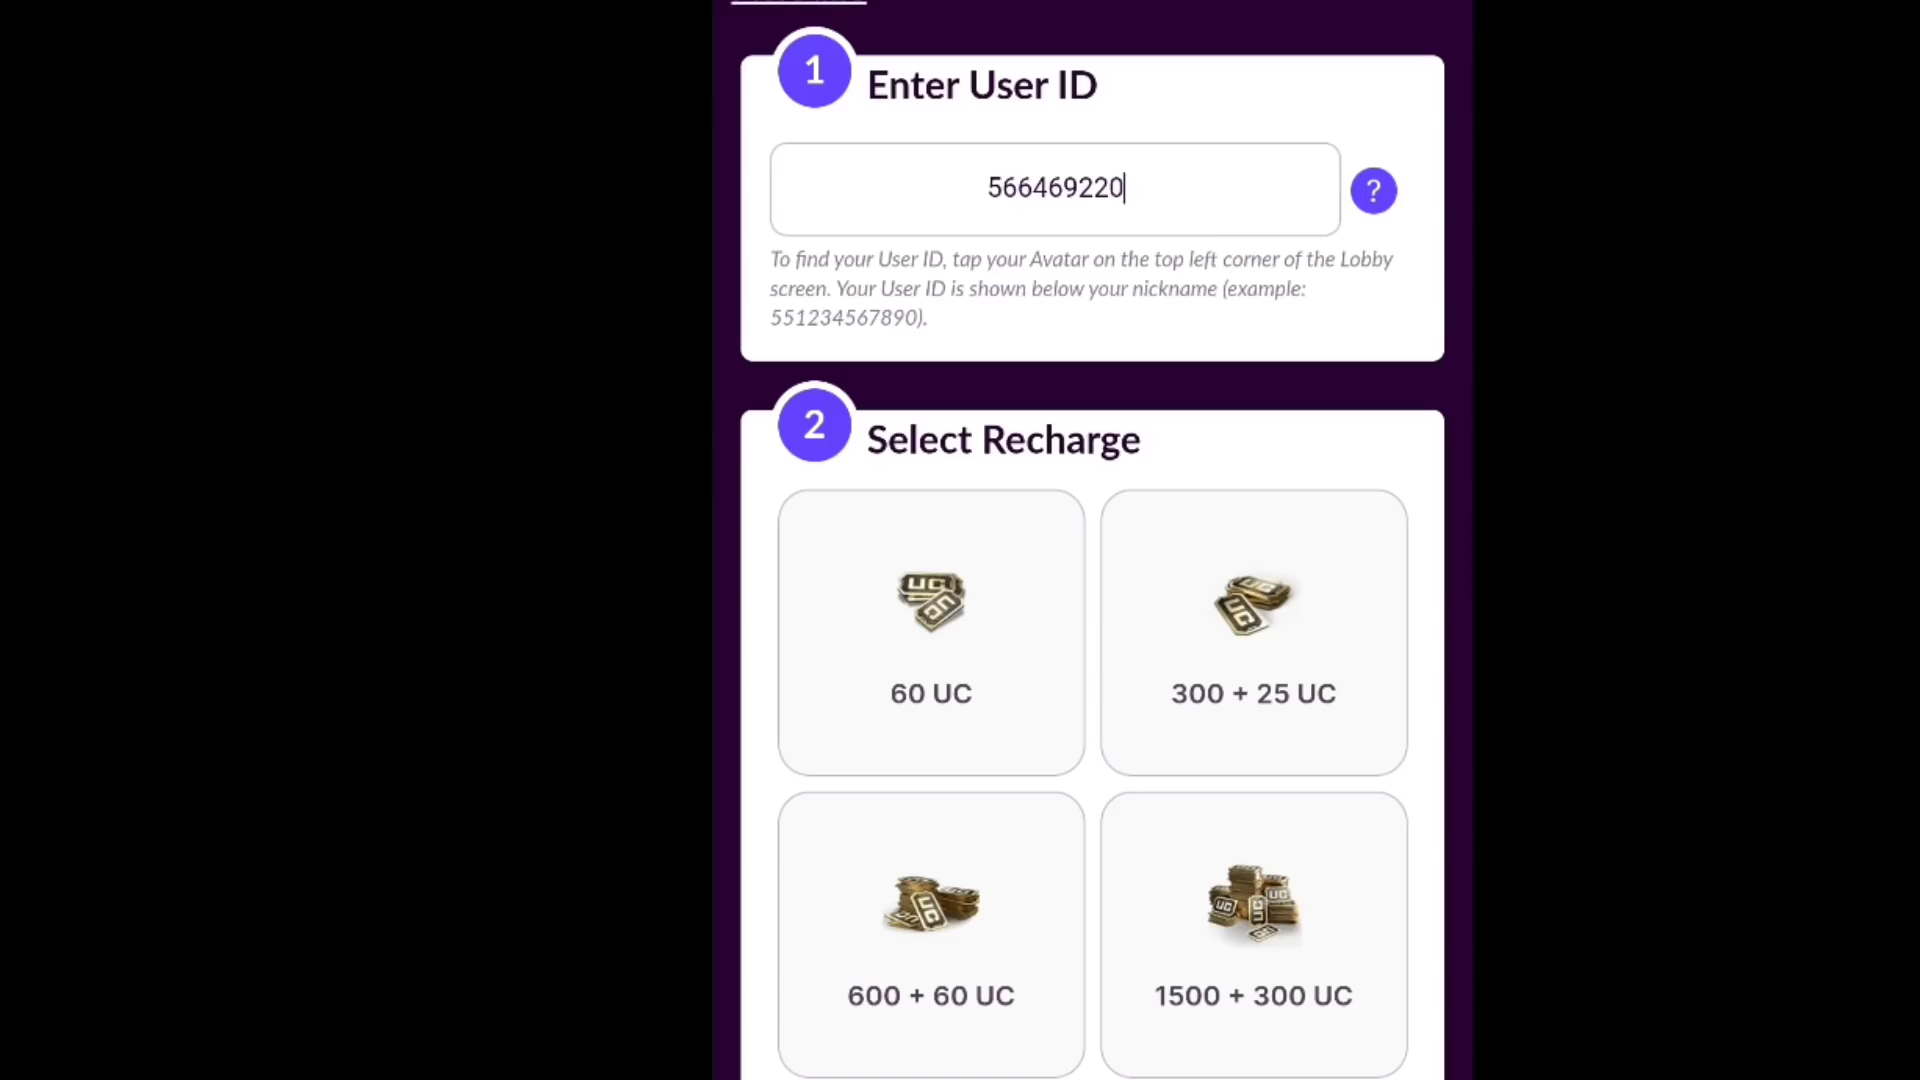 1
Enter User ID
566469220
?
To find your User ID, tap your Avatar on the top left corner of the Lobby
screen. Your User ID is shown below your nickname (example:
551234567890).
2
Select Recharge
60 UC
300 + 25 UC
600 + 60 UC
1500 + 300 UC